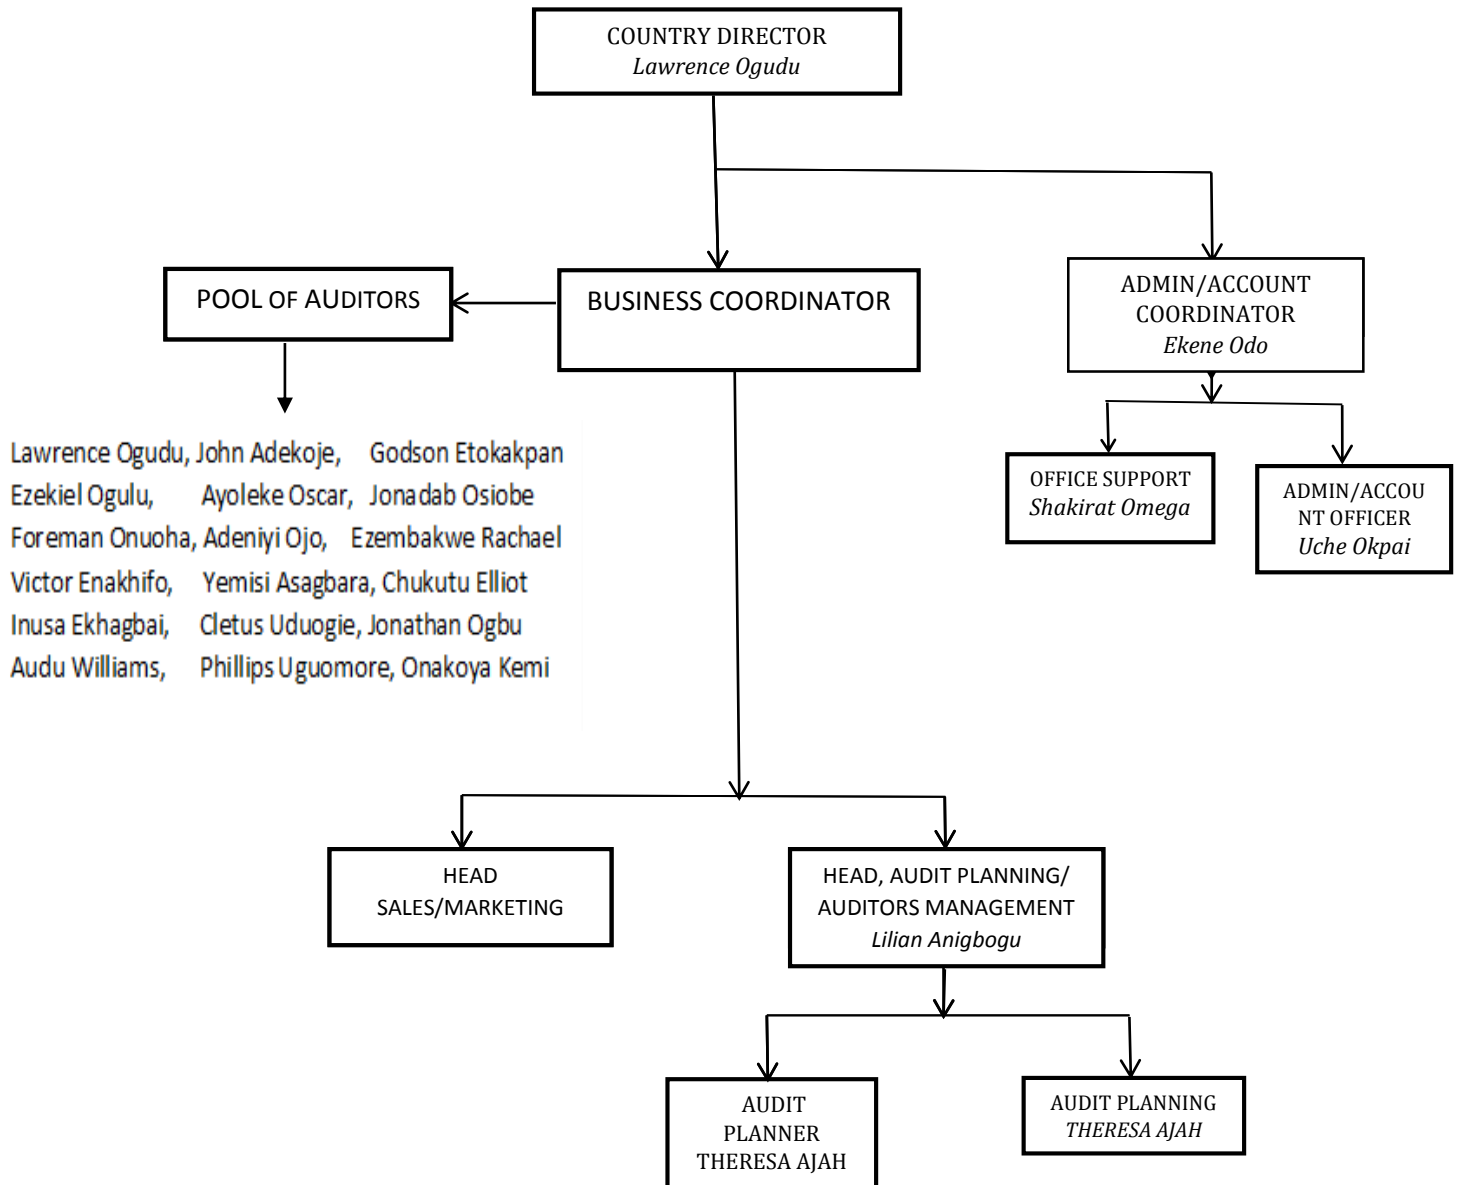 COUNTRY DIRECTOR
Lawrence Ogudu
POOL OF AUDITORS
BUSINESS COORDINATOR
ADMIN/ACCOUNT
COORDINATOR
Ekene Odo
Lawrence Ogudu, John Adekoje, Godson Etokakpan
Ezekiel Ogulu, Ayoleke Oscar, Jonadab Osiobe
Foreman Onuoha, Adeniyi Ojo, Ezembakwe Rachael
Victor Enakhifo, Yemisi Asagbara, Chukutu Elliot
Inusa Ekhagbai, Cletus Uduogie, Jonathan Ogbu
Audu Williams, Phillips Uguomore, Onakoya Kemi
OFFICE SUPPORT
Shakirat Omega
ADMIN/ACCOU
NT OFFICER
Uche Okpai
HEAD
SALES/MARKETING
HEAD, AUDIT PLANNING/
AUDITORS MANAGEMENT
Lilian Anigbogu
AUDIT
PLANNER
THERESA AJAH
AUDIT PLANNING
THERESA AJAH